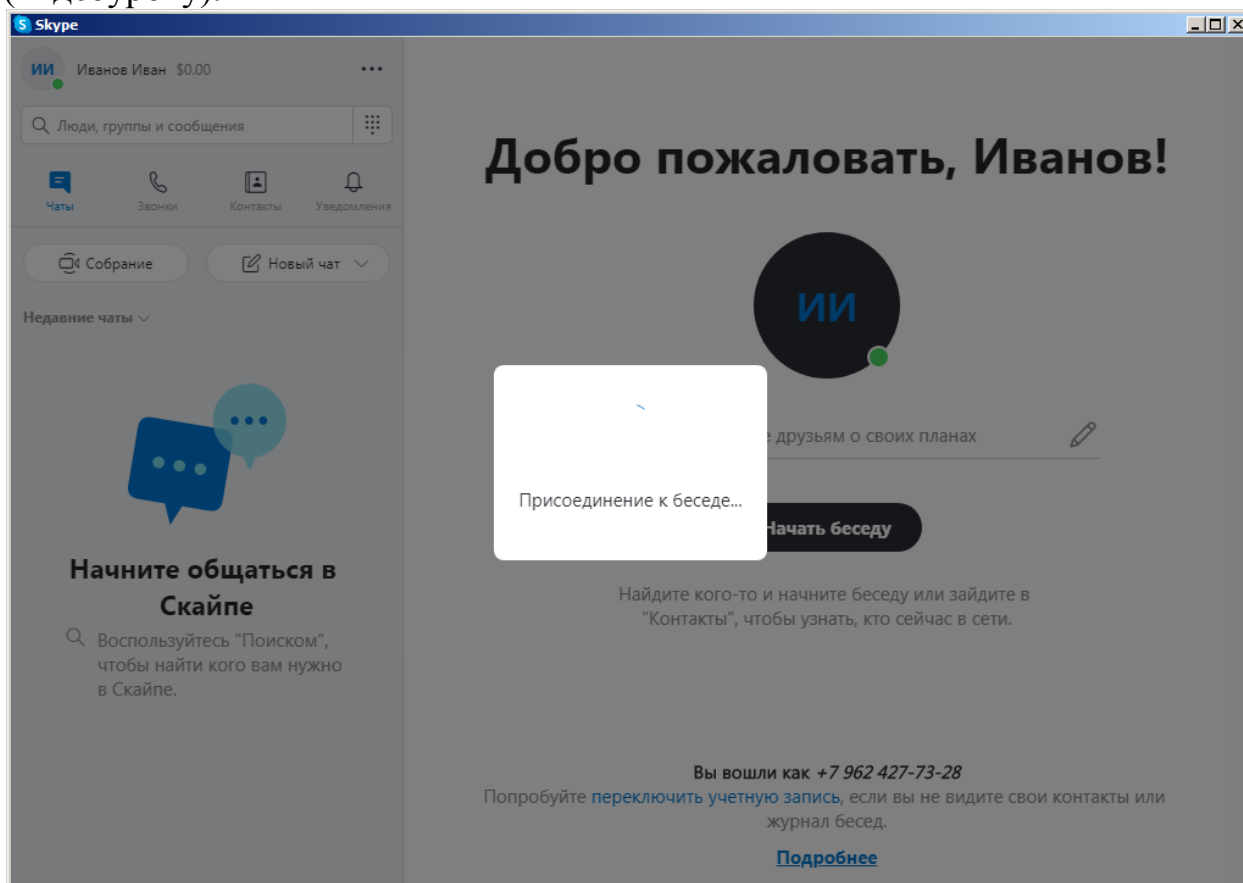 Skype
ИИ Иванов Иван $0.00
Люди, группы и сообщения
Чаты Звонки Контакты Уведомления
Собрание Новый чат
Недавние чаты
Начните общаться в
Скайпе
Воспользуйтесь "Поиском",
чтобы найти кого вам нужно
в Скайпе.
Добро пожаловать, Иванов!
ИИ
друзьям о своих планах
Присоединение к беседе...
Начать беседу
Найдите кого-то и начните беседу или зайдите в
"Контакты", чтобы узнать, кто сейчас в сети.
Вы вошли как +7 962 427-73-28
Попробуйте переключить учетную запись, если вы не видите свои контакты или
журнал бесед.
Подробнее